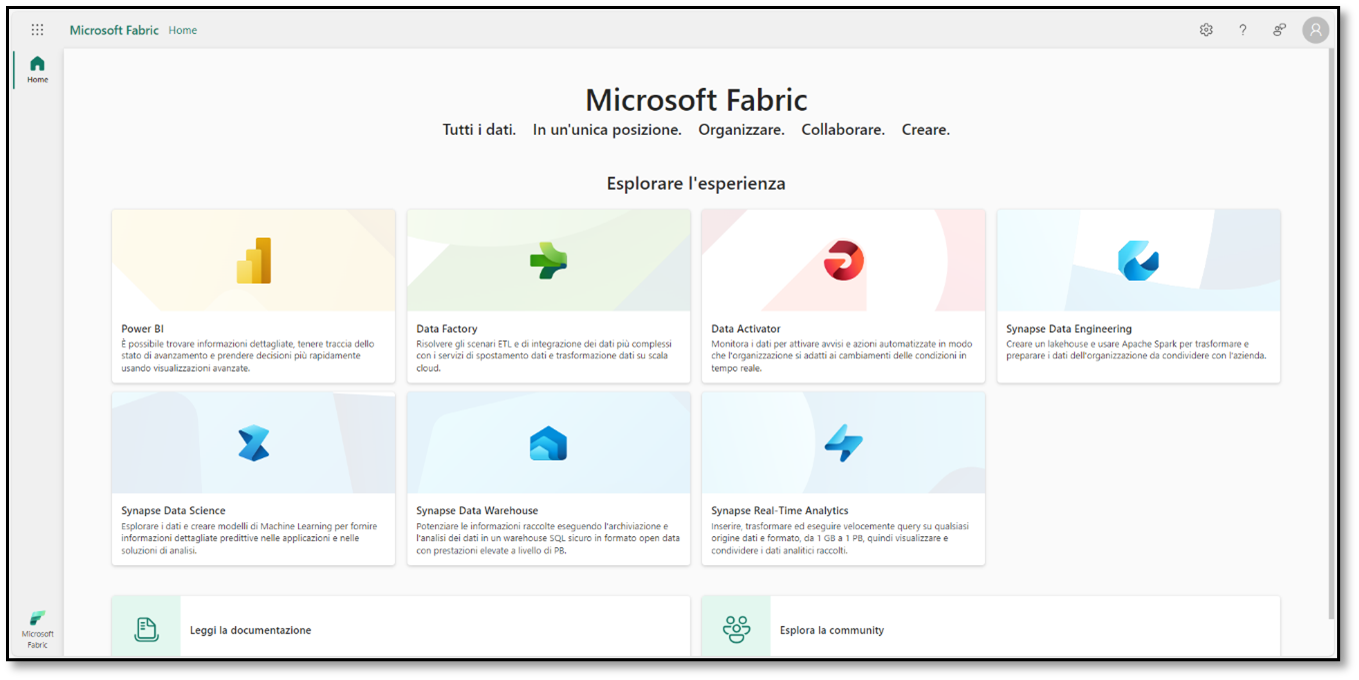 Microsoft Fabric Home
Home
Microsoft Fabric
Tutti i dati. In un'unica posizione. Organizzare. Collaborare. Creare.
Esplorare l'esperienza
Power BI
È possibile trovare informazioni dettagliate, tenere traccia dello
stato di avanzamento e prendere decisioni più rapidamente
usando visualizzazioni avanzate.
Data Factory
Risolvere gli scenari ETL e di integrazione dei dati più complessi
con i servizi di spostamento dati e trasformazione dati su scala
cloud.
Data Activator
Monitora i dati per attivare avvisi e azioni automatizzate in modo
che l'organizzazione si adatti ai cambiamenti delle condizioni in
tempo reale.
Synapse Data Engineering
Creare un lakehouse e usare Apache Spark per trasformare e
preparare i dati dell'organizzazione da condividere con l'azienda.
Synapse Data Science
Esplorare i dati e creare modelli di Machine Learning per fornire
informazioni dettagliate predittive nelle applicazioni e nelle
soluzioni di analisi.
Synapse Data Warehouse
Potenziare le informazioni raccolte eseguendo l'archiviazione e
l'analisi dei dati in un warehouse SQL sicuro in formato open data
con prestazioni elevate a livello di PB.
Synapse Real-Time Analytics
Inserire, trasformare ed eseguire velocemente query su qualsiasi
origine dati e formato, da 1 GB a 1 PB, quindi visualizzare e
condividere i dati analitici raccolti.
Microsoft
Fabric
Leggi la documentazione
Esplora la community